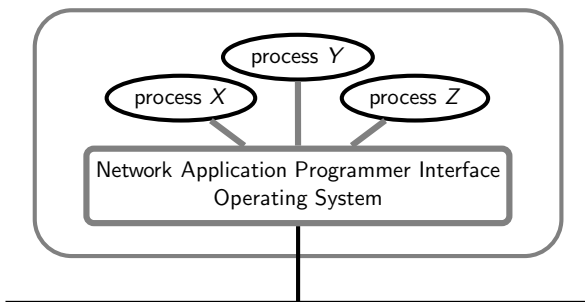 process Y
process X
process Z
Network Application Programmer Interface
Operating System